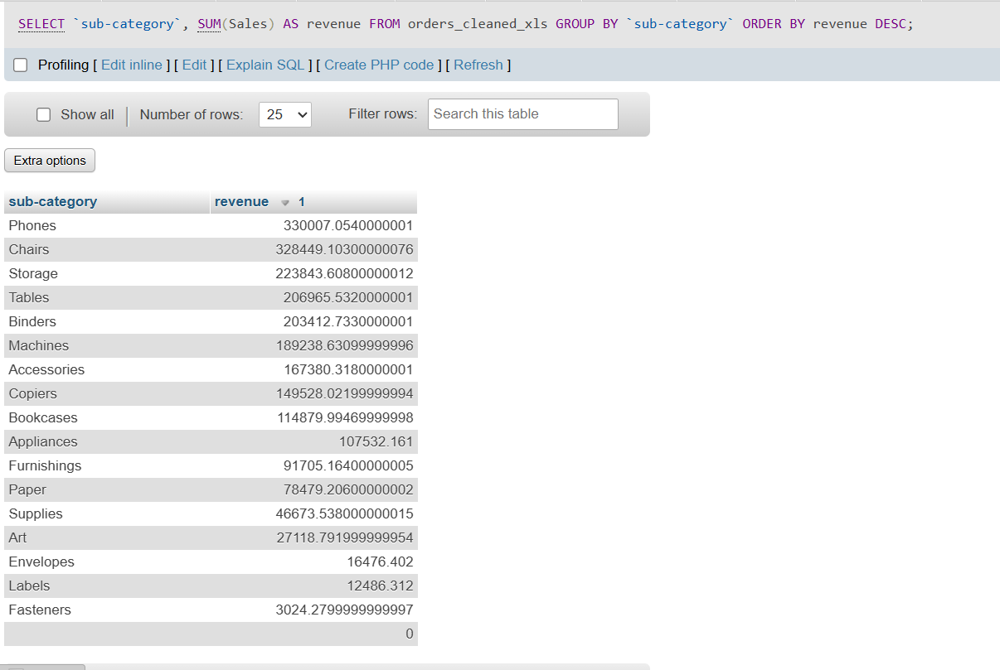 SELECT `sub-category`, SUM(Sales) AS revenue FROM orders_cleaned_xls GROUP BY `sub-category` ORDER BY revenue DESC;
Profiling [ Edit inline ] [ Edit ] [ Explain SQL ] [ Create PHP code ] [ Refresh ]
Show all | Number of rows: 25 Filter rows: Search this table
Extra options
sub-category revenue 1
Phones 330007.0540000001
Chairs 328449.10300000076
Storage 223843.60800000012
Tables 206965.5320000001
Binders 203412.7330000001
Machines 189238.63099999996
Accessories 167380.3180000001
Copiers 149528.02199999994
Bookcases 114879.99469999998
Appliances 107532.161
Furnishings 91705.16400000005
Paper 78479.20600000002
Supplies 46673.538000000015
Art 27118.791999999954
Envelopes 16476.402
Labels 12486.312
Fasteners 3024.2799999999997
0